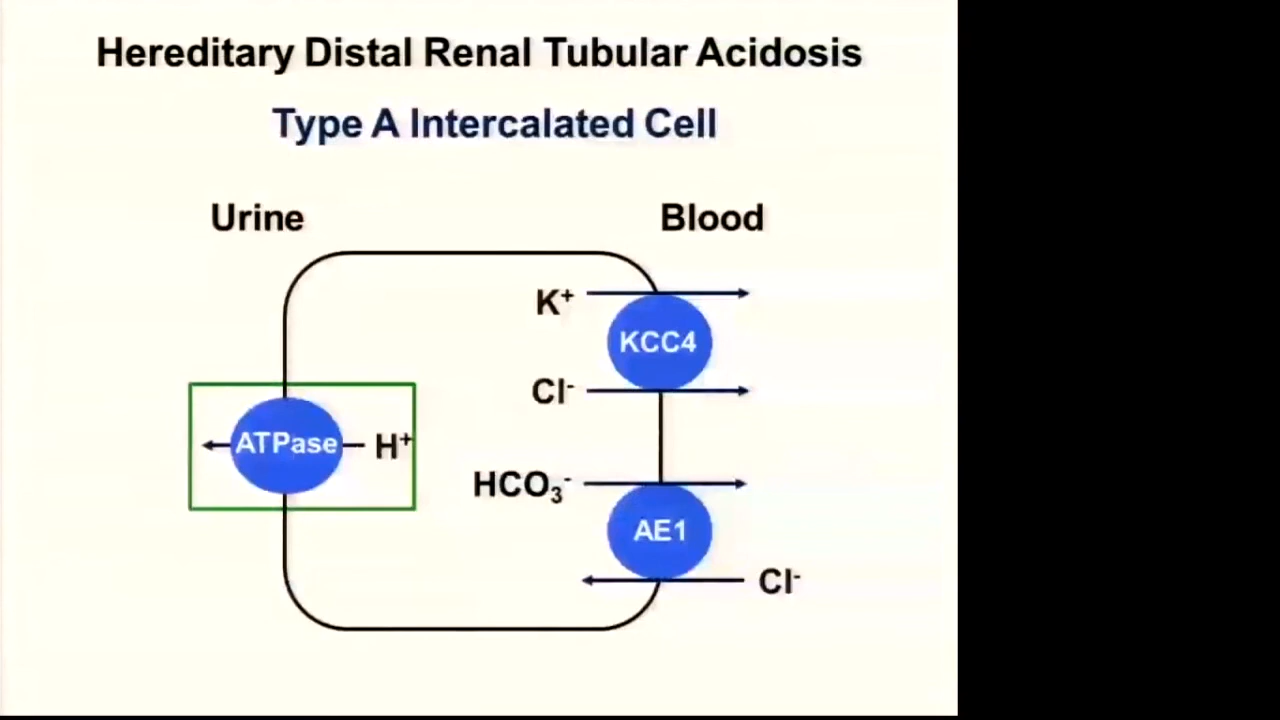 Hereditary Distal Renal Tubular Acidosis
Type A Intercalated Cell
Urine
Blood
K⁺
KCC4
Cl⁻
ATPase
H⁺
HCO₃⁻
AE1
Cl⁻